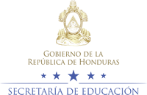 GOBIERNO DE LA
REPÚBLICA DE HONDURAS
SECRETARÍA DE EDUCACIÓN